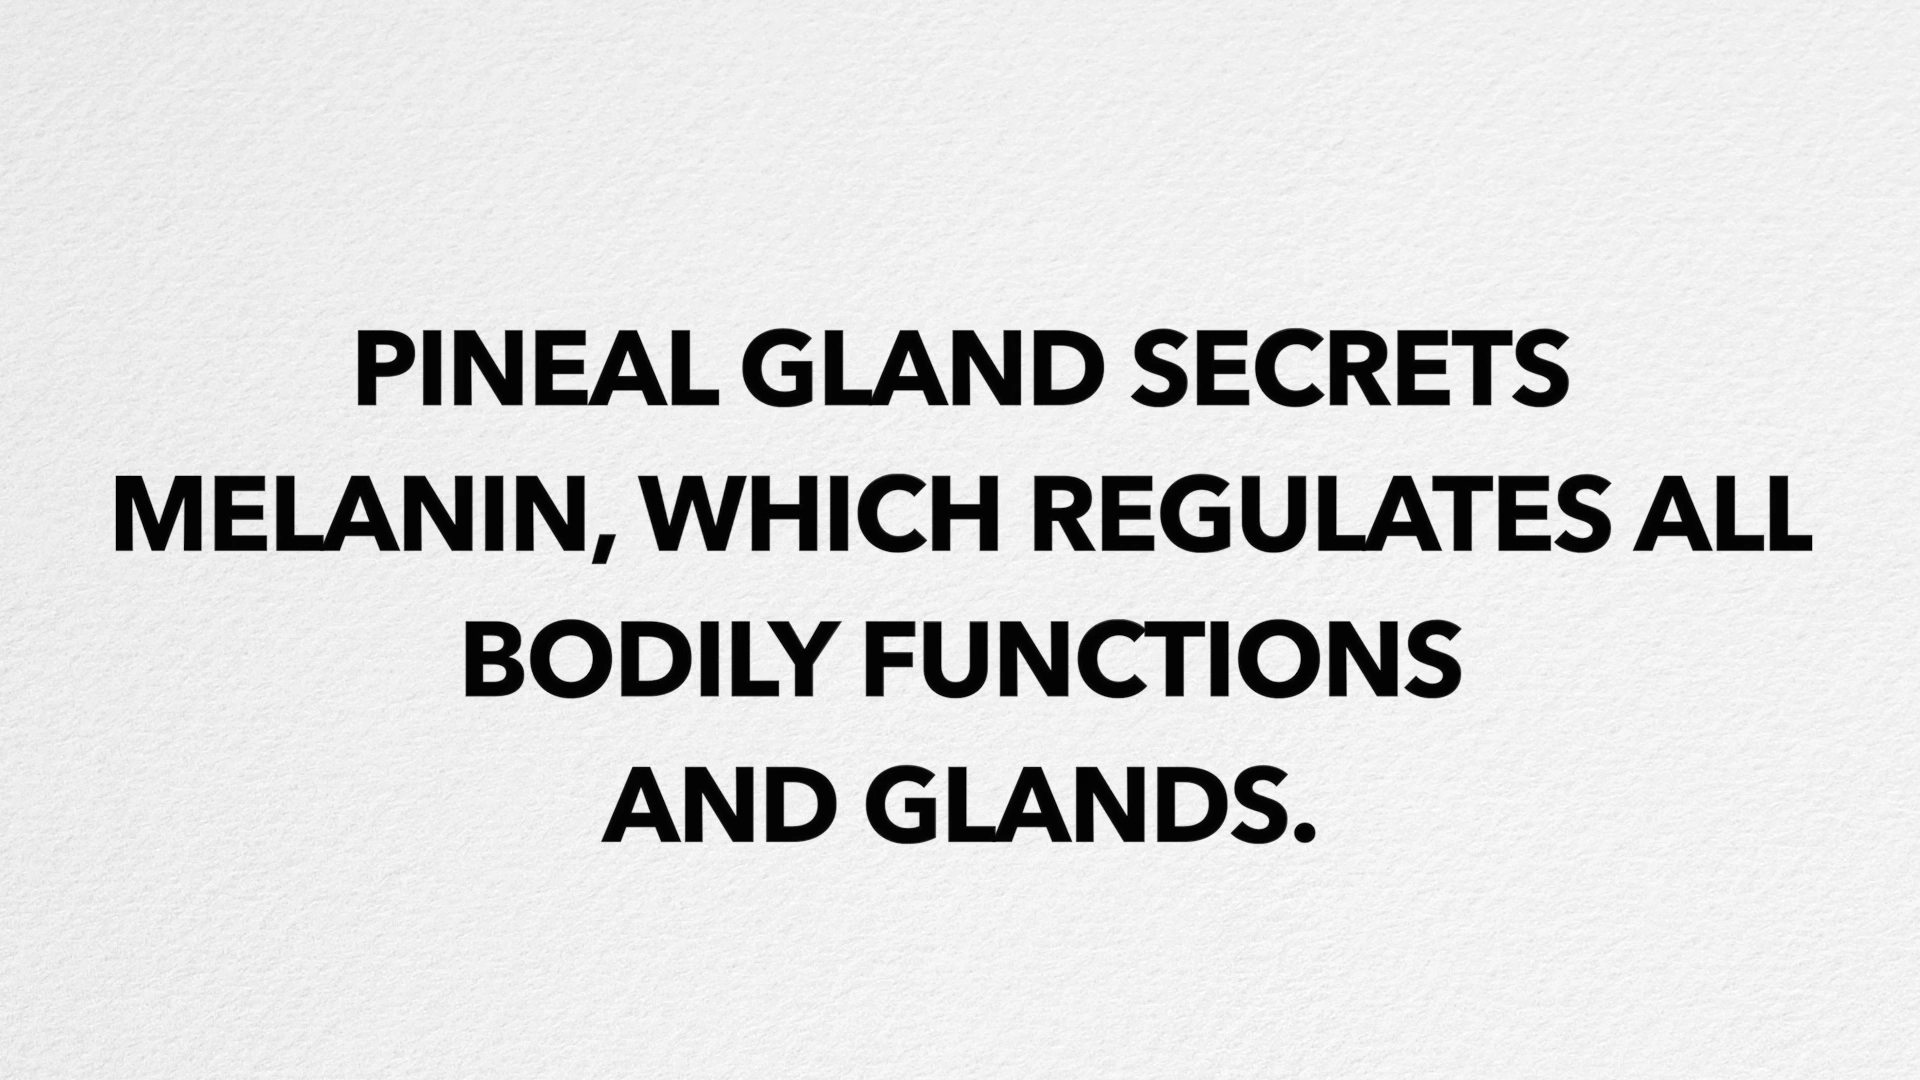 PINEAL GLAND SECRETS
MELANIN, WHICH REGULATES ALL
BODILY FUNCTIONS
AND GLANDS.